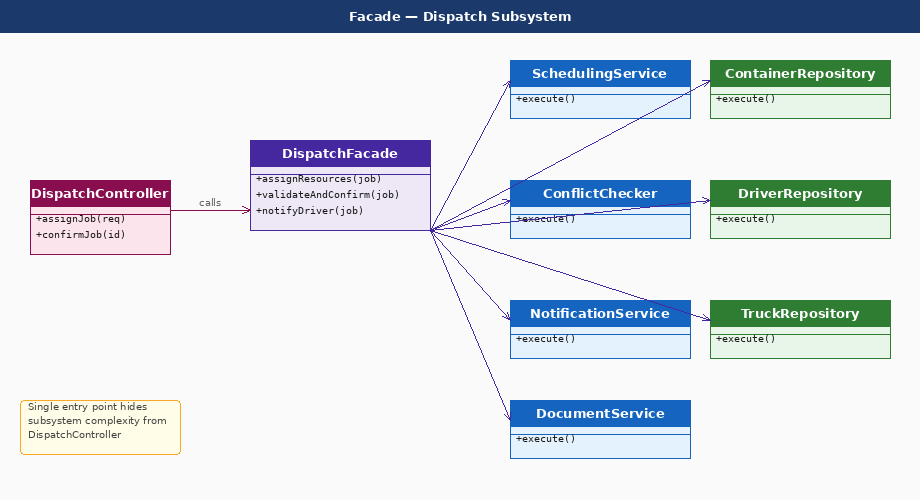 Facade — Dispatch Subsystem
DispatchController
+assignJob(req)
+confirmJob(id)
calls
DispatchFacade
+assignResources(job)
+validateAndConfirm(job)
+notifyDriver(job)
SchedulingService
+execute()
ContainerRepository
+execute()
ConflictChecker
+execute()
DriverRepository
+execute()
NotificationService
+execute()
TruckRepository
+execute()
DocumentService
+execute()
Single entry point hides
subsystem complexity from
DispatchController